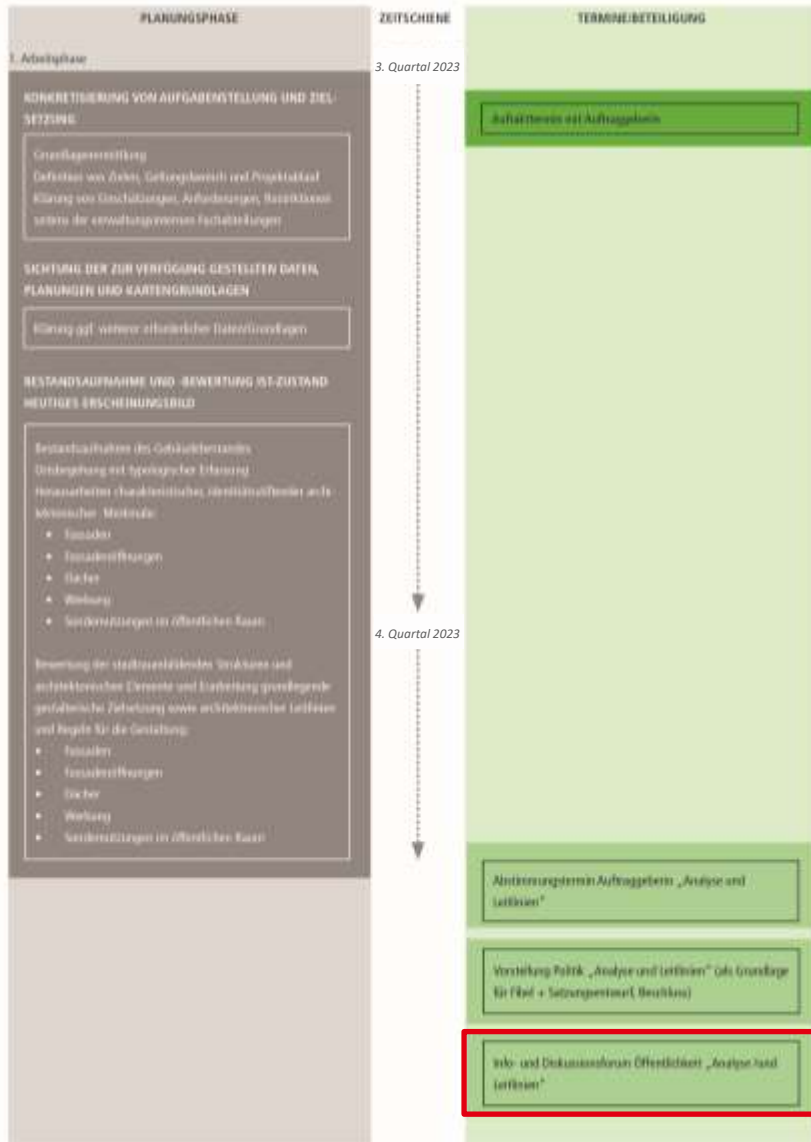 PLANUNGSPHASE
ZEITSCHIENE
TERMINE/BETEILIGUNG
1. Arbeitsphase
3. Quartal 2023
KONKRETISIERUNG VON AUFGABENSTELLUNG UND ZIEL-
SETZUNG
Grundlagenermittlung
Definition von Zielen, Geltungsbereich und Projektablauf
Klärung von Einschätzungen, Anforderungen, Restriktionen
seitens der verwaltungsinternen Fachabteilungen
SICHTUNG DER ZUR VERFÜGUNG GESTELLTEN DATEN,
PLANUNGEN UND KARTENGRUNDLAGEN
Klärung ggf. weiterer erforderlicher Daten/Grundlagen
BESTANDSAUFNAHME UND -BEWERTUNG IST-ZUSTAND
HEUTIGES ERSCHEINUNGSBILD
Bestandsaufnahme des Gebäudebestandes
Ortsbegehung mit typologischer Erfassung
Herausarbeiten charakteristischer, identitätsstiftender archi-
tektonischer Merkmale:
• Fassaden
• Fassadenöffnungen
• Dächer
• Werbung
• Sondernutzungen im öffentlichen Raum
4. Quartal 2023
Bewertung der stadtraumbildenden Strukturen und
architektonischen Elemente und Erarbeitung grundlegende
gestalterische Zielsetzung sowie architektonischer Leitlinien
und Regeln für die Gestaltung:
• Fassaden
• Fassadenöffnungen
• Dächer
• Werbung
• Sondernutzungen im öffentlichen Raum
Auftakttermin mit Auftraggeberin
Abstimmungstermin Auftraggeberin „Analyse und
Leitlinien"
Vorstellung Politik „Analyse und Leitlinien" (als Grundlage
für Fibel + Satzungsentwurf, Beschluss)
Info- und Diskussionsforum Öffentlichkeit „Analyse /und
Leitlinien"